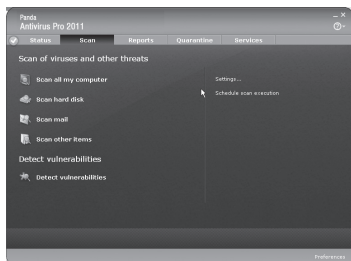 Panda
Antivirus Pro 2011
Status Scan Reports Quarantine Services
Scan of viruses and other threats
Scan all my computer
Scan hard disk
Scan mail
Scan other items
Settings...
Schedule scan execution
Detect vulnerabilities
Detect vulnerabilities
Preferences